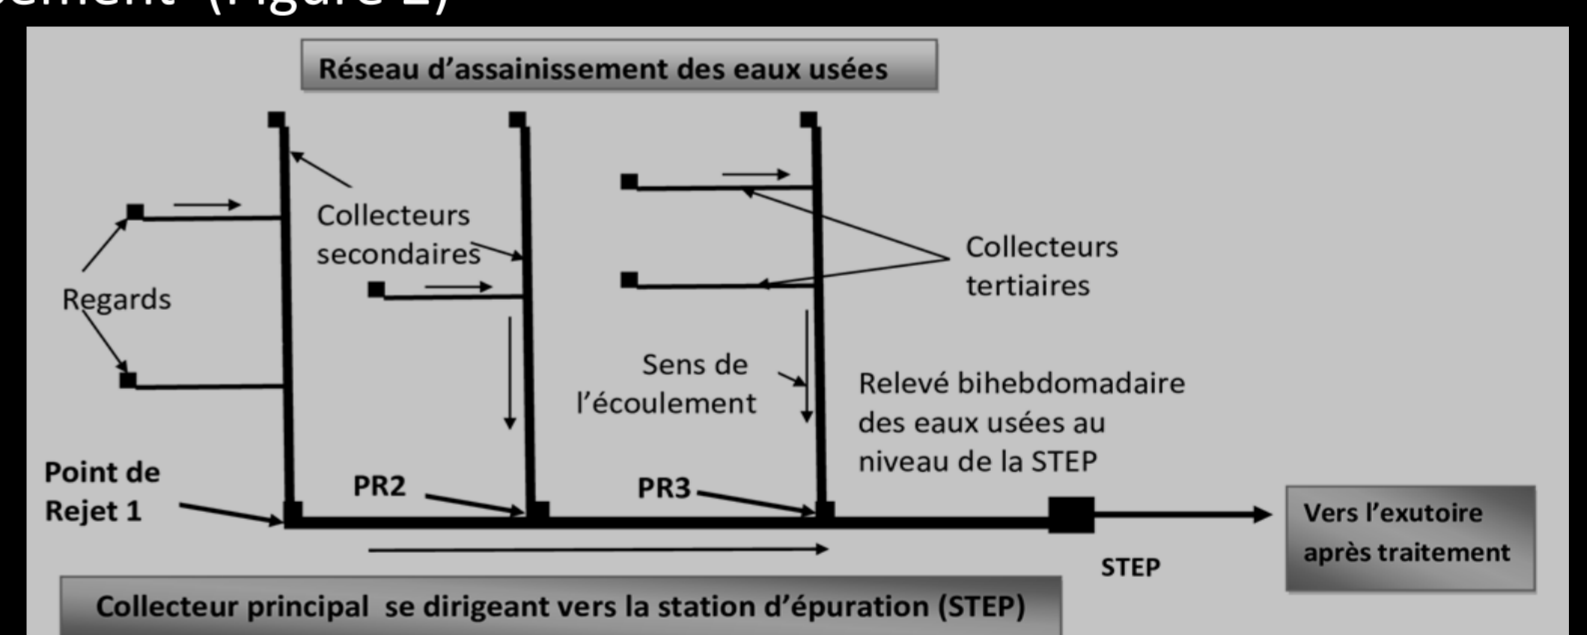 (Figure 2)
Réseau d'assainissement des eaux usées
Collecteurs
secondaires
Regards
Collecteurs
tertiaires
Sens de
l'écoulement
Relevé bihebdomadaire
des eaux usées au
niveau de la STEP
Point de
Rejet 1
PR2
PR3
Vers l'exutoire
après traitement
STEP
Collecteur principal se dirigeant vers la station d'épuration (STEP)